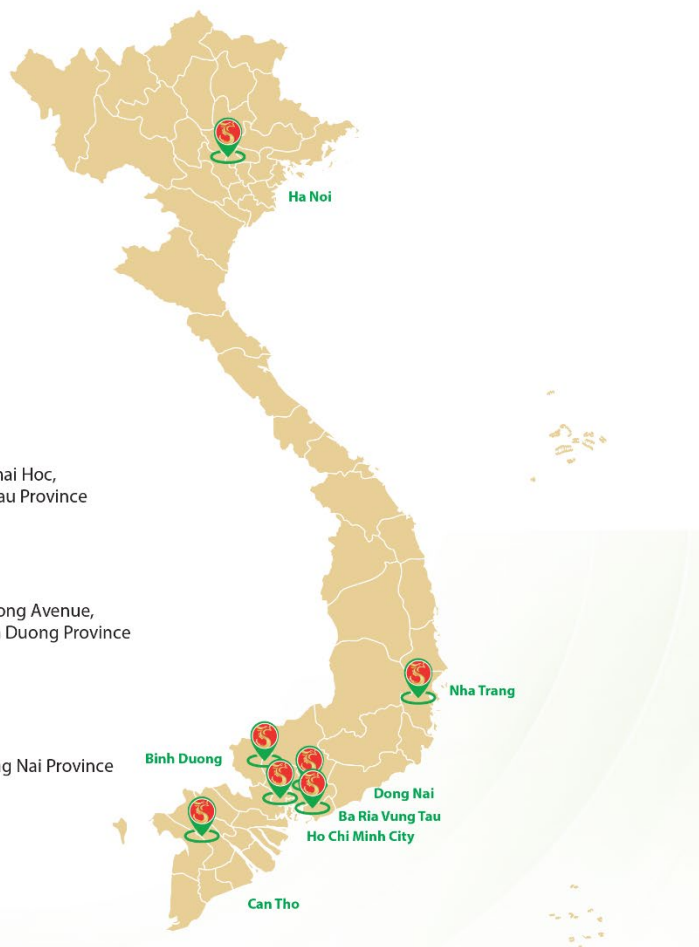 Ha Noi
hai Hoc,
au Province
ong Avenue,
Duong Province
Nha Trang
Binh Duong
ng Nai Province
Dong Nai
Ba Ria Vung Tau
Ho Chi Minh City
Can Tho